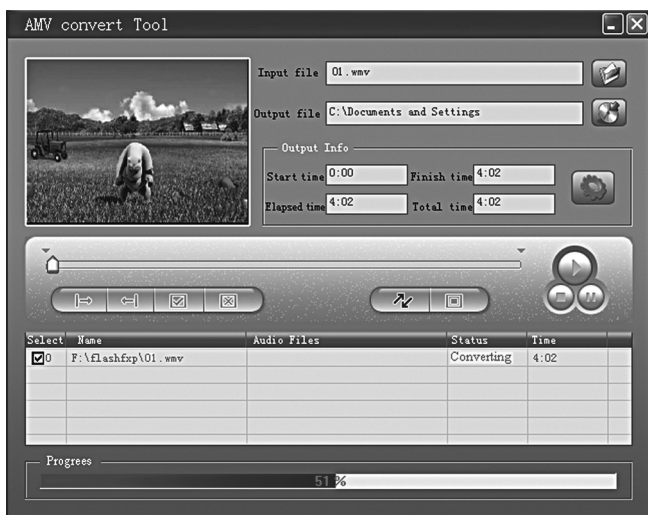 AMV convert Tool
Input file 01.wmv
Output file C:\Documents and Settings
Output Info
Start time 0:00 Finish time 4:02
Elapsed time 4:02 Total time 4:02
Select Name Audio Files Status Time
0 F:\flashfxp\01.wmv Converting 4:02
Progrees
51 %